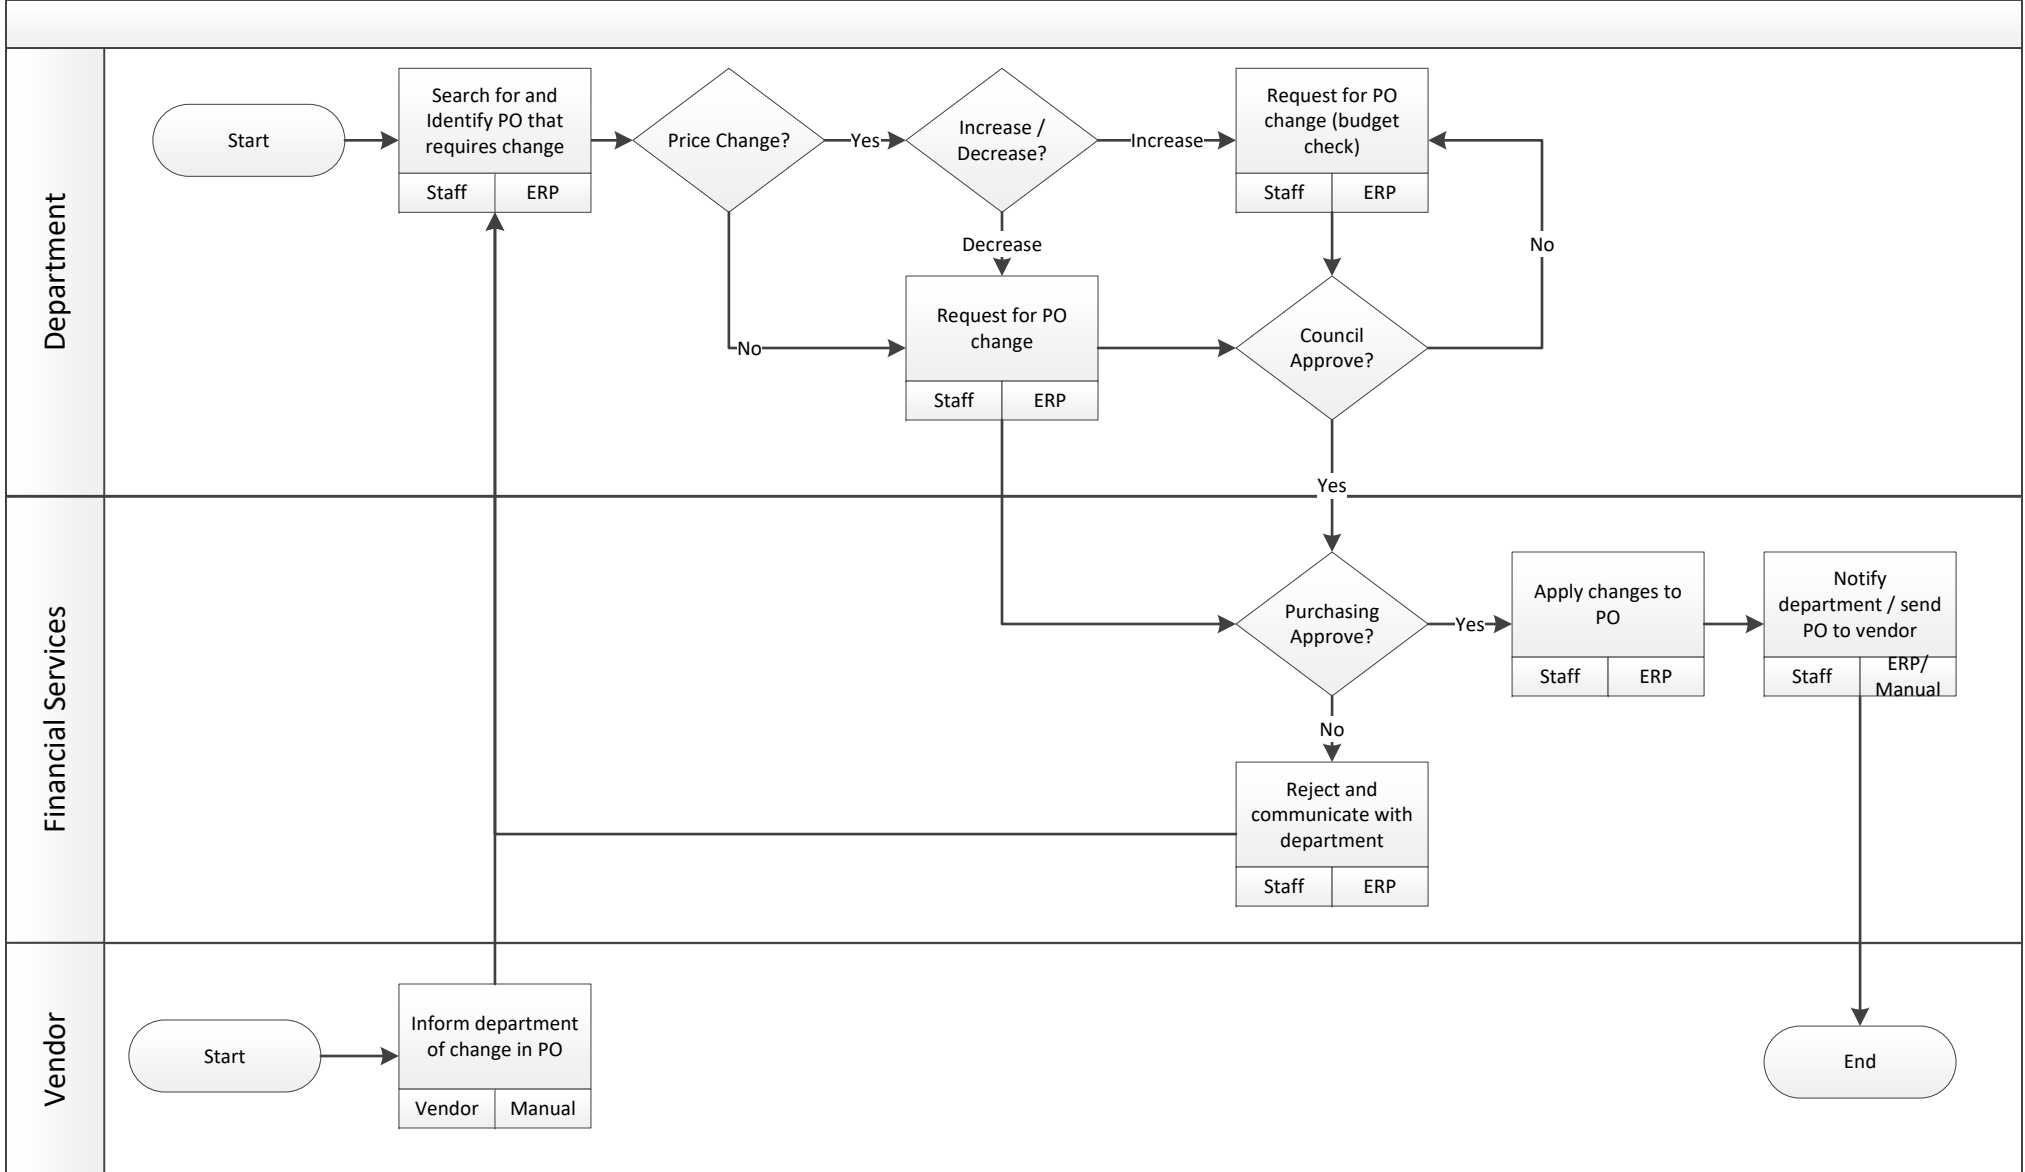 Department
Start
Search for and
Identify PO that
requires change
Staff
ERP
Price Change?
Yes
No
Increase /
Decrease?
Increase
Decrease
Request for PO
change (budget
check)
Staff
ERP
Request for PO
change
Staff
ERP
Council
Approve?
No
Yes
Financial Services
Purchasing
Approve?
Yes
No
Apply changes to
PO
Staff
ERP
Notify
department / send
PO to vendor
Staff
ERP/
Manual
Reject and
communicate with
department
Staff
ERP
Vendor
Start
Inform department
of change in PO
Vendor
Manual
End